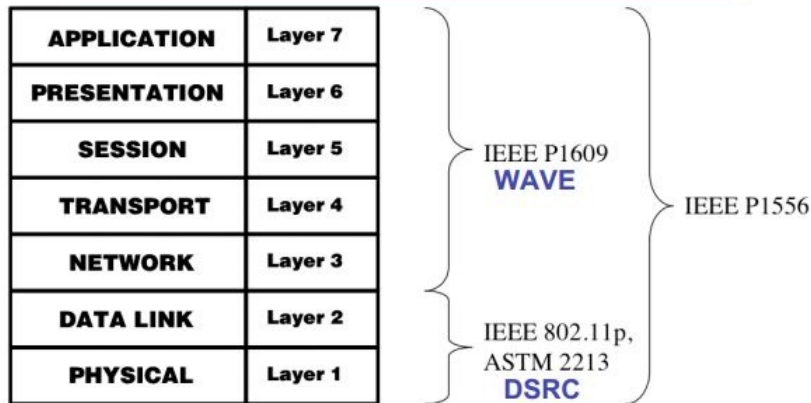 APPLICATION Layer 7
PRESENTATION Layer 6
SESSION Layer 5
TRANSPORT Layer 4
NETWORK Layer 3
DATA LINK Layer 2
PHYSICAL Layer 1
IEEE P1609
WAVE
IEEE 802.11p,
ASTM 2213
DSRC
IEEE P1556